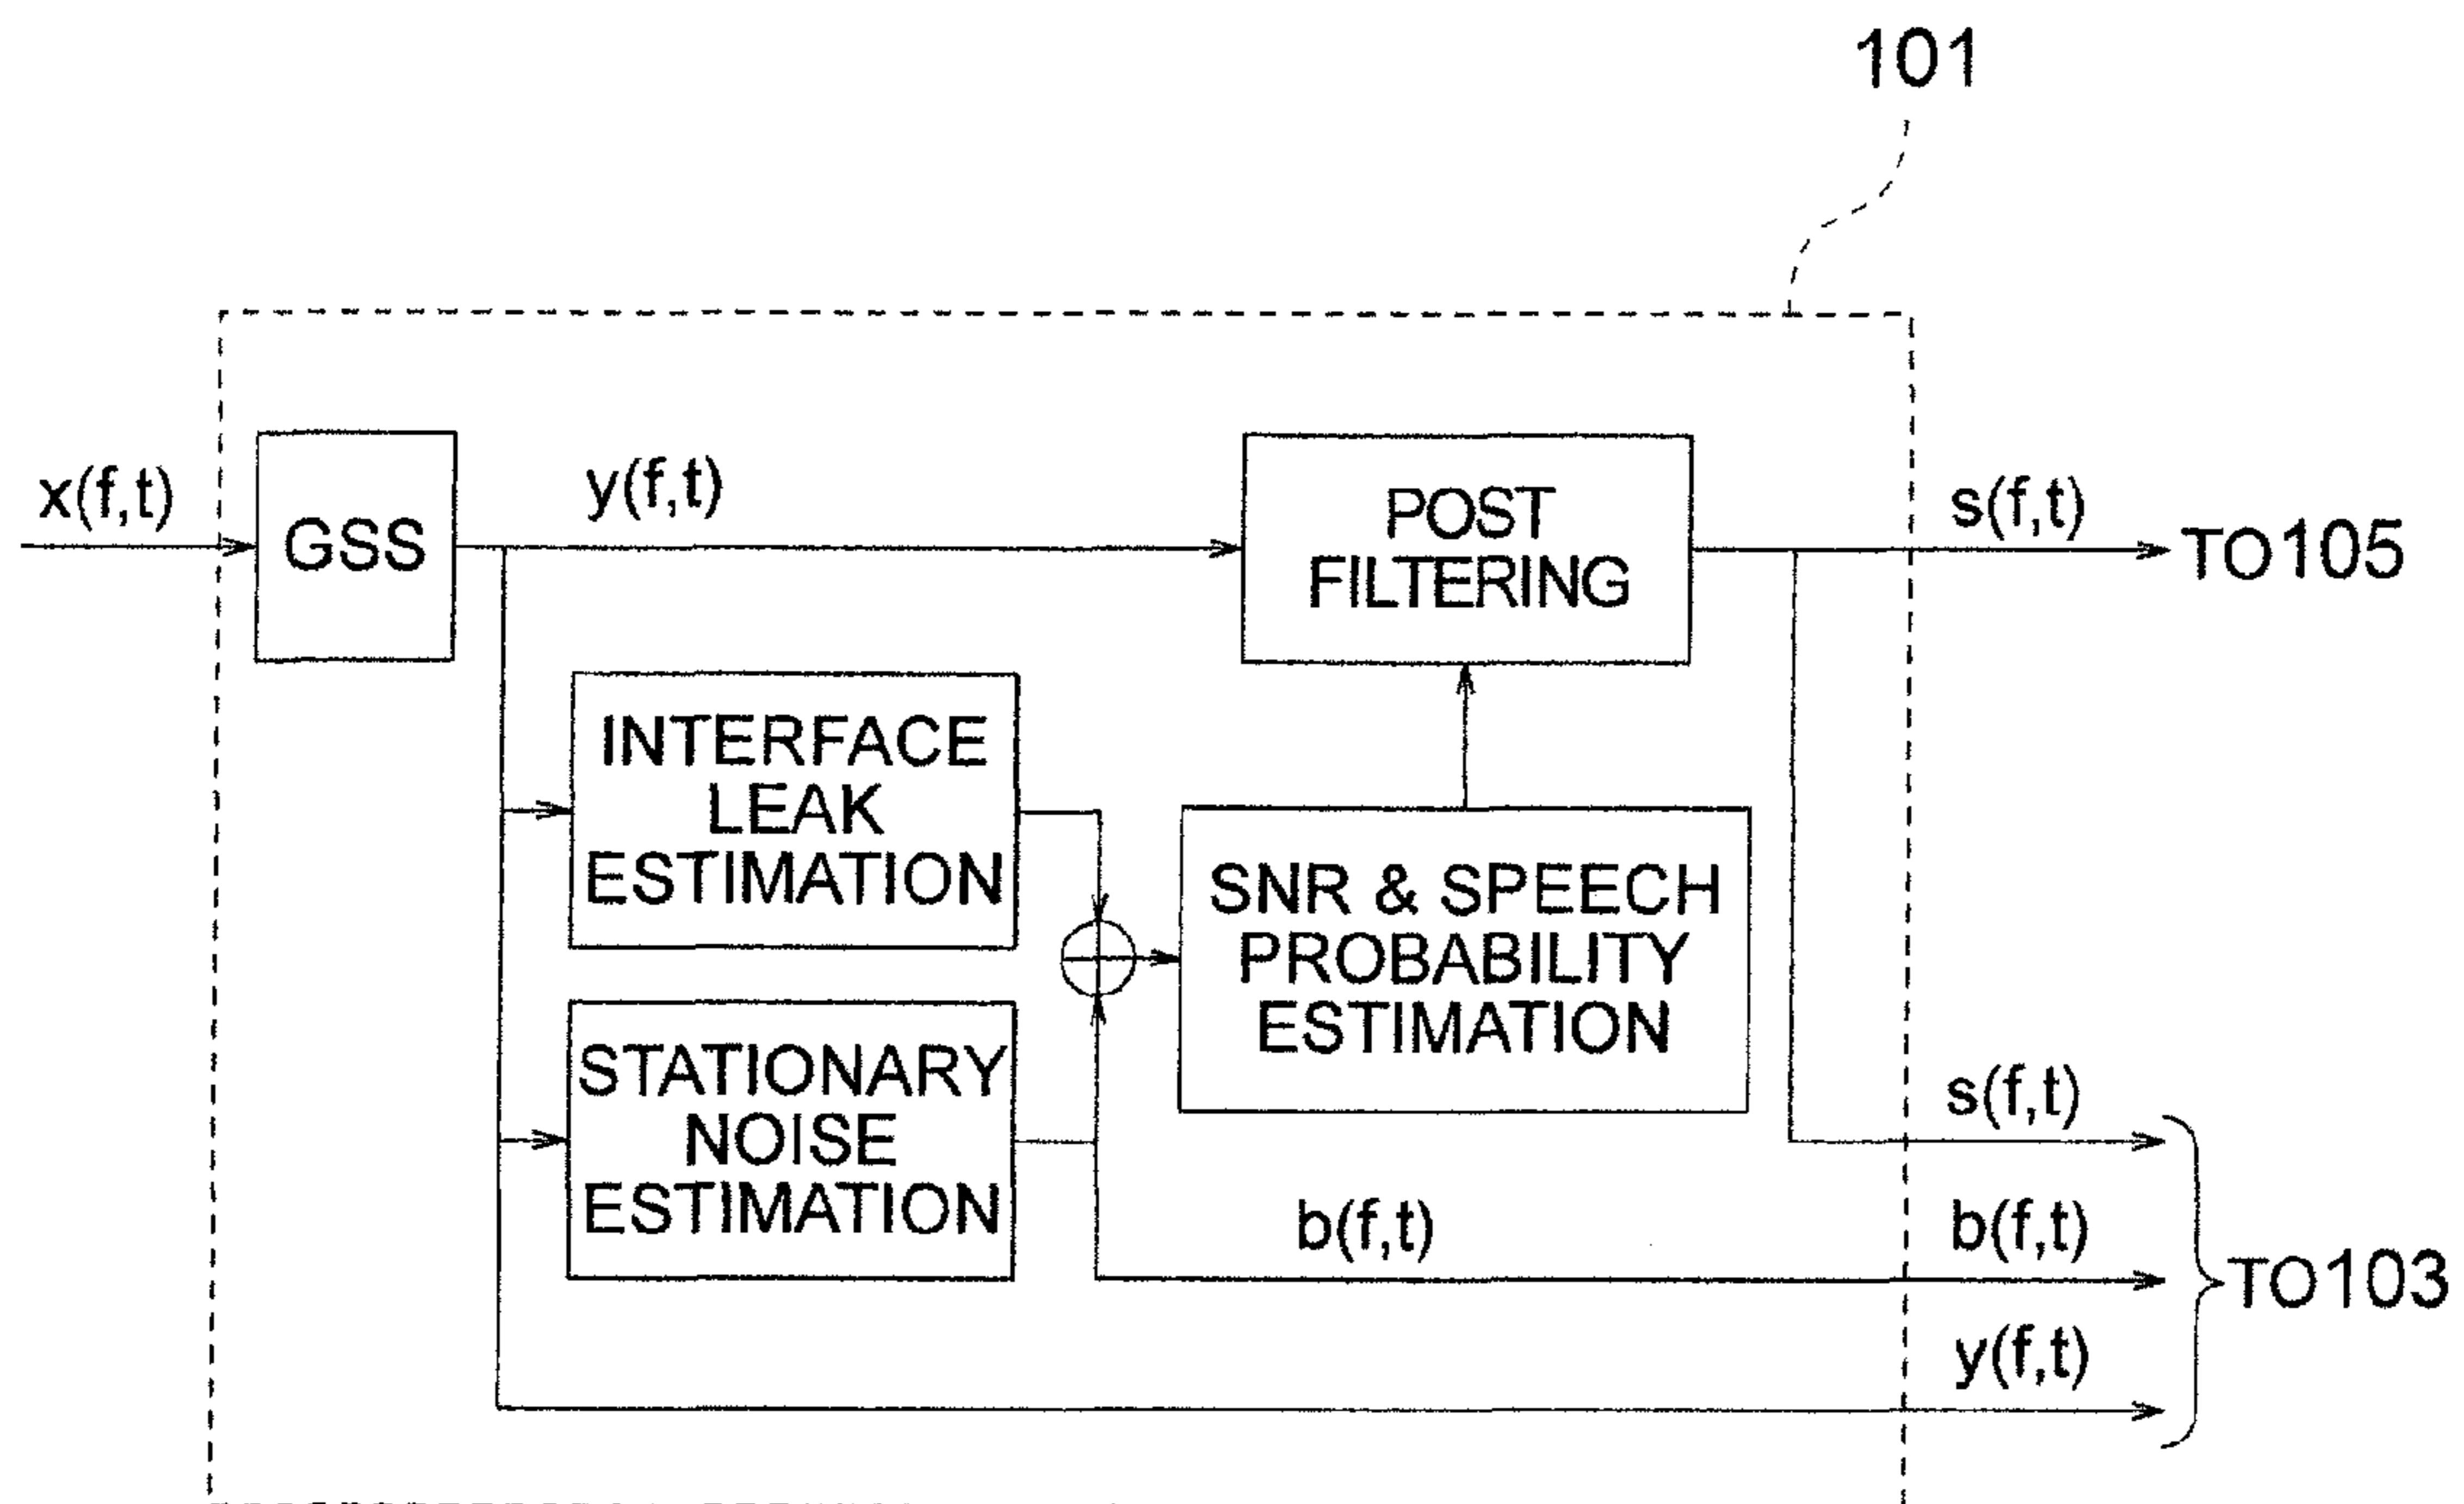 101
x(f,t)
GSS
y(f,t)
POST
FILTERING
s(f,t)
TO105
INTERFACE
LEAK
ESTIMATION
SNR & SPEECH
PROBABILITY
ESTIMATION
STATIONARY
NOISE
ESTIMATION
s(f,t)
b(f,t)
b(f,t)
TO103
y(f,t)